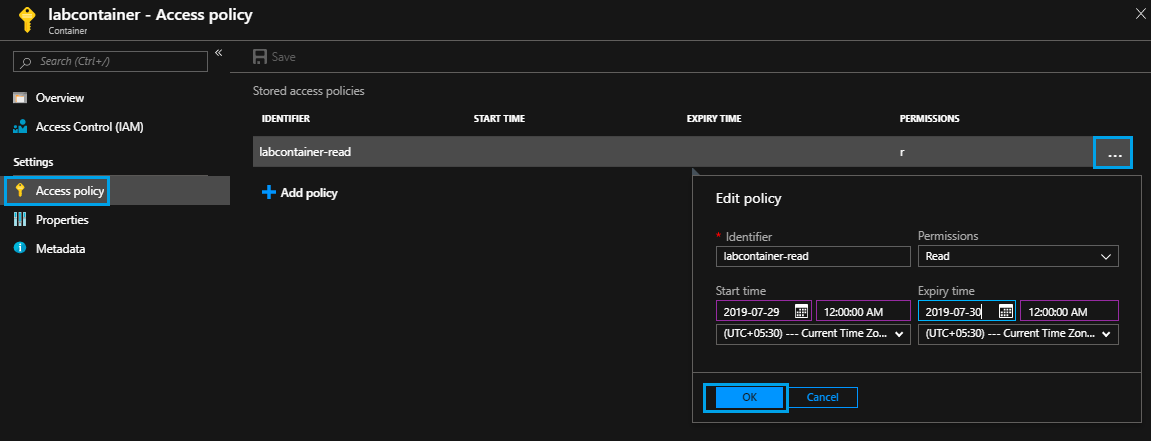 labcontainer - Access policy
Container
Search (Ctrl+/)
Save
Overview
Access Control (IAM)
Settings
Access policy
Properties
Metadata
Stored access policies
IDENTIFIER START TIME EXPIRY TIME PERMISSIONS
labcontainer-read r ...
Add policy
Edit policy
* Identifier Permissions
labcontainer-read Read
Start time Expiry time
2019-07-29 12:00:00 AM 2019-07-30 12:00:00 AM
(UTC+05:30) --- Current Time Zo... (UTC+05:30) --- Current Time Zon...
OK Cancel